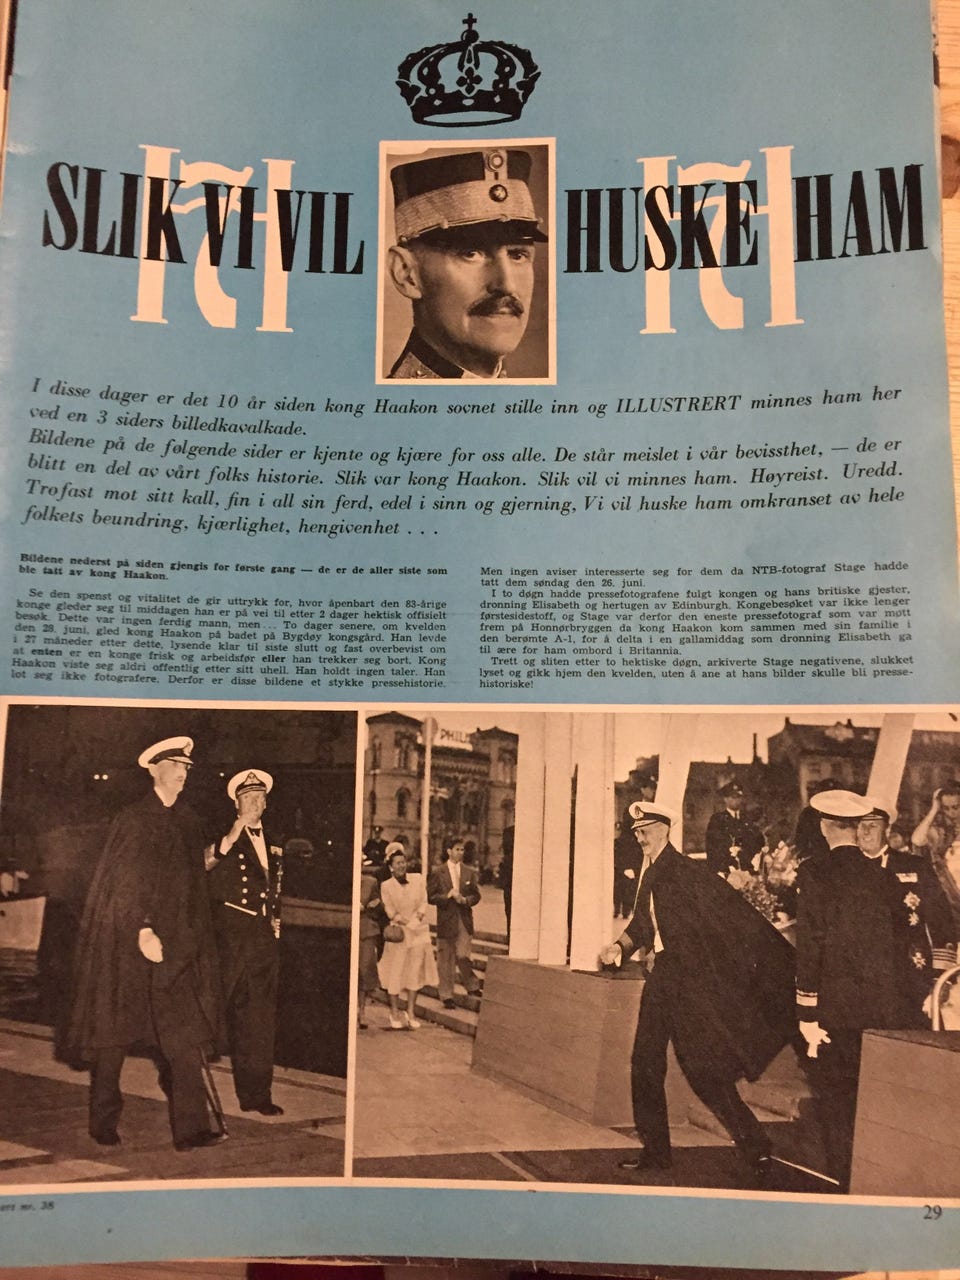 SLIK VI VIL HUSKE HAM
H7 H7
I disse dager er det 10 år siden kong Haakon sovnet stille inn og ILLUSTRERT minnes ham her
ved en 3 siders billedkavalkade.
Bildene på de følgende sider er kjente og kjære for oss alle. De står meislet i vår bevissthet, — de er
blitt en del av vårt folks historie. Slik var kong Haakon. Slik vil vi minnes ham. Høyreist. Uredd.
Trofast mot sitt kall, fin i all sin ferd, edel i sinn og gjerning, Vi vil huske ham omkranset av hele
folkets beundring, kjærlighet, hengivenhet . . .
Bildene nederst på siden gjengis for første gang — de er de aller siste som
ble tatt av kong Haakon.
Se den spenst og vitalitet de gir uttrykk for, hvor åpenbart den 83-årige
konge gleder seg til middagen han er på vei til etter 2 dager hektisk offisielt
besøk. Dette var ingen ferdig mann, men . . . To dager senere, om kvelden
den 28. juni, gled kong Haakon på badet på Bygdøy kongsgård. Han levde
i 27 måneder etter dette, lysende klar til siste slutt og fast overbevist om
at enten er en konge frisk og arbeidsfør eller han trekker seg bort. Kong
Haakon viste seg aldri offentlig etter sitt uhell. Han holdt ingen taler. Han
lot seg ikke fotografere. Derfor er disse bildene et stykke pressehistorie.
Men ingen aviser interesserte seg for dem da NTB-fotograf Stage hadde
tatt dem søndag den 26. juni.
I to døgn hadde pressefotografene fulgt kongen og hans britiske gjester,
dronning Elisabeth og hertugen av Edinburgh. Kongebesøket var ikke lenger
førstesidestoff, og Stage var derfor den eneste pressefotograf som var møtt
frem på Honnørbryggen da kong Haakon kom sammen med sin familie i
den berømte A-1, for å delta i en gallamiddag som dronning Elisabeth ga
til ære for ham ombord i Britannia.
Trett og sliten etter to hektiske døgn, arkiverte Stage negativene, slukket
lyset og gikk hjem den kvelden, uten å ane at hans bilder skulle bli presse-
historiske!
PHILI
nr. 38
29